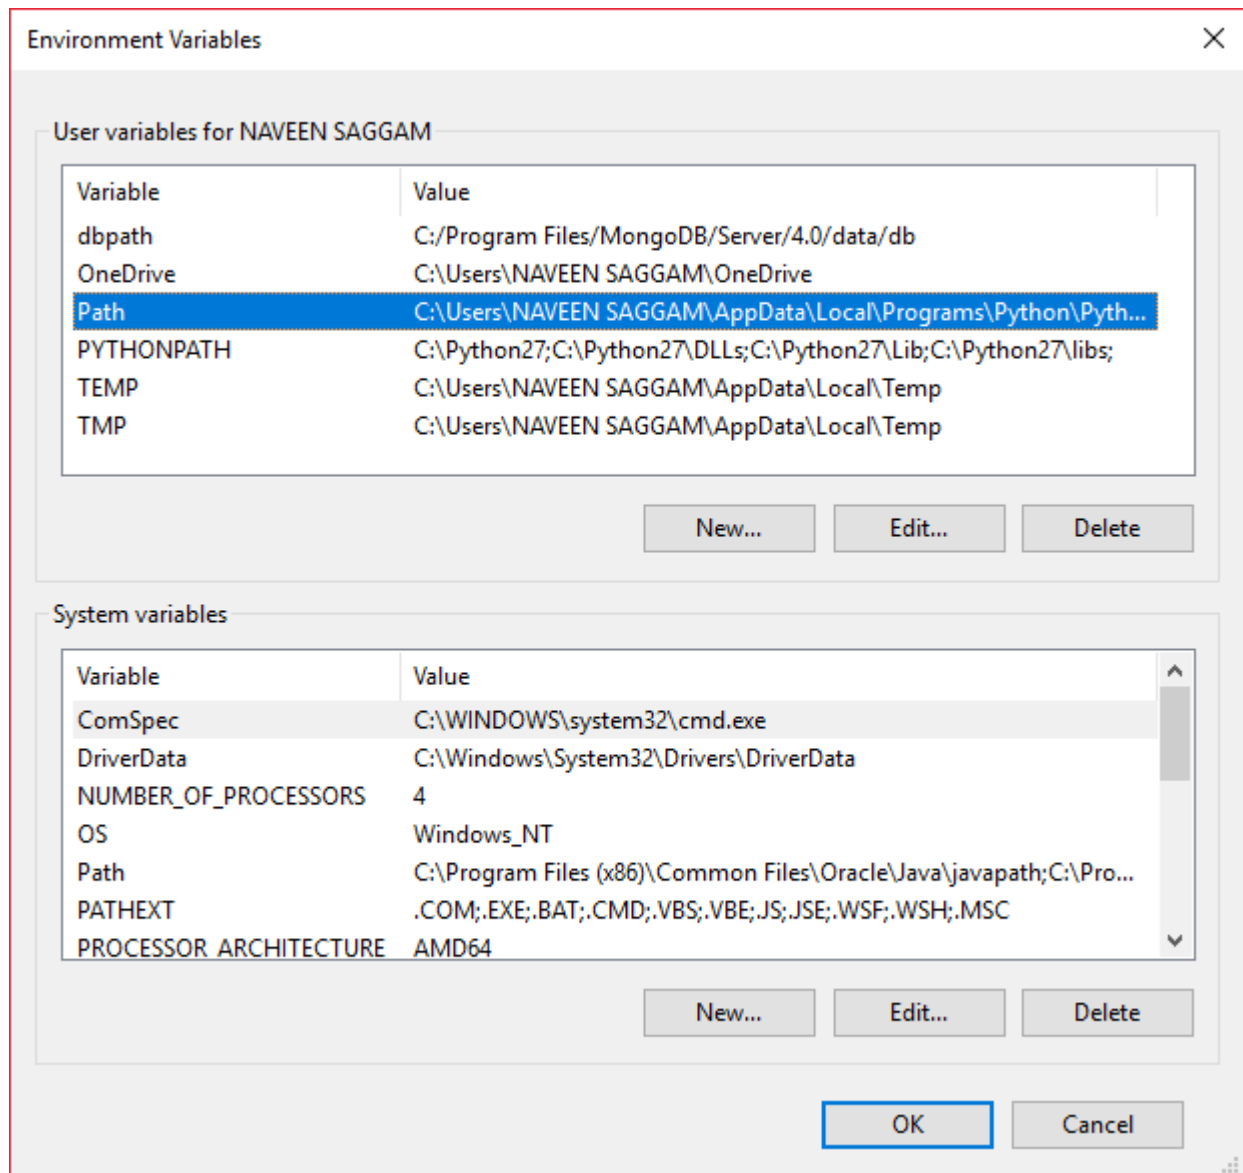 Environment Variables
User variables for NAVEEN SAGGAM
Variable Value
dbpath C:/Program Files/MongoDB/Server/4.0/data/db
OneDrive C:\Users\NAVEEN SAGGAM\OneDrive
Path C:\Users\NAVEEN SAGGAM\AppData\Local\Programs\Python\Pyth...
PYTHONPATH C:\Python27;C:\Python27\DLLs;C:\Python27\Lib;C:\Python27\libs;
TEMP C:\Users\NAVEEN SAGGAM\AppData\Local\Temp
TMP C:\Users\NAVEEN SAGGAM\AppData\Local\Temp
New... Edit... Delete
System variables
Variable Value
ComSpec C:\WINDOWS\system32\cmd.exe
DriverData C:\Windows\System32\Drivers\DriverData
NUMBER_OF_PROCESSORS 4
OS Windows_NT
Path C:\Program Files (x86)\Common Files\Oracle\Java\javapath;C:\Pro...
PATHEXT .COM;.EXE;.BAT;.CMD;.VBS;.VBE;.JS;.JSE;.WSF;.WSH;.MSC
PROCESSOR_ARCHITECTURE AMD64
New... Edit... Delete
OK Cancel